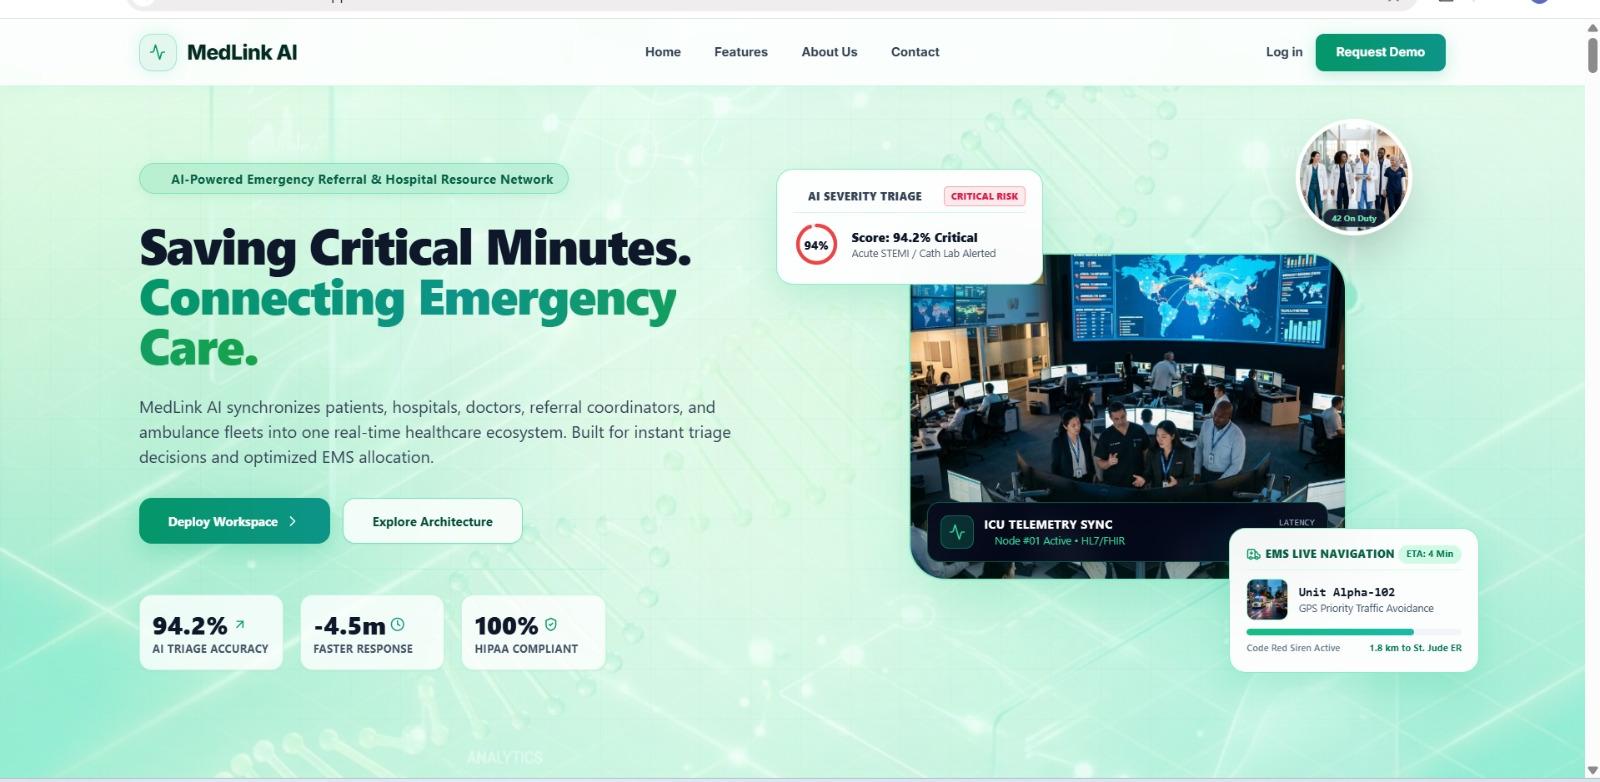 MedLink AI
Home
Features
About Us
Contact
Log in
Request Demo
AI-Powered Emergency Referral & Hospital Resource Network
Saving Critical Minutes.
Connecting Emergency
Care.
MedLink AI synchronizes patients, hospitals, doctors, referral coordinators, and
ambulance fleets into one real-time healthcare ecosystem. Built for instant triage
decisions and optimized EMS allocation.
Deploy Workspace
Explore Architecture
94.2%
AI TRIAGE ACCURACY
-4.5m
FASTER RESPONSE
100%
HIPAA COMPLIANT
AI SEVERITY TRIAGE
CRITICAL RISK
94%
Score: 94.2% Critical
Acute STEMI / Cath Lab Alerted
42 On Duty
ICU TELEMETRY SYNC
Node #01 Active • HL7/FHIR
LATENCY
EMS LIVE NAVIGATION
ETA: 4 Min
Unit Alpha-102
GPS Priority Traffic Avoidance
Code Red Siren Active
1.8 km to St. Jude ER
ANALYTICS